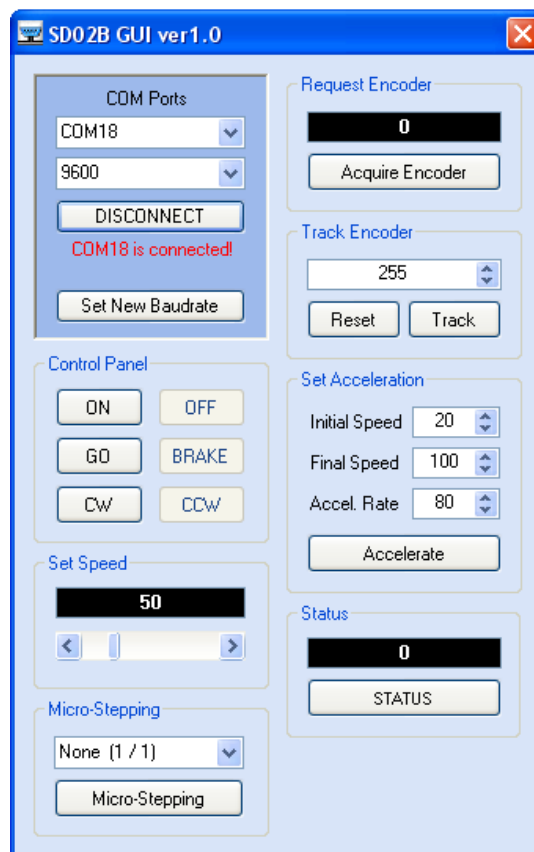 SD02B GUI ver1.0
COM Ports
COM18
9600
DISCONNECT
COM18 is connected!
Set New Baudrate
Control Panel
ON OFF
GO BRAKE
CW CCW
Set Speed
50
Micro-Stepping
None (1 / 1)
Micro-Stepping
Request Encoder
0
Acquire Encoder
Track Encoder
255
Reset Track
Set Acceleration
Initial Speed 20
Final Speed 100
Accel. Rate 80
Accelerate
Status
0
STATUS